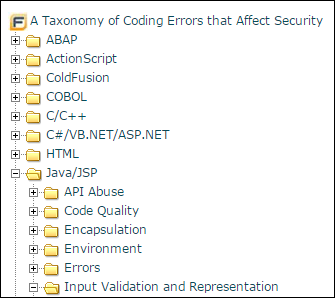 F A Taxonomy of Coding Errors that Affect Security
ABAP
ActionScript
ColdFusion
COBOL
C/C++
C#/VB.NET/ASP.NET
HTML
Java/JSP
API Abuse
Code Quality
Encapsulation
Environment
Errors
Input Validation and Representation